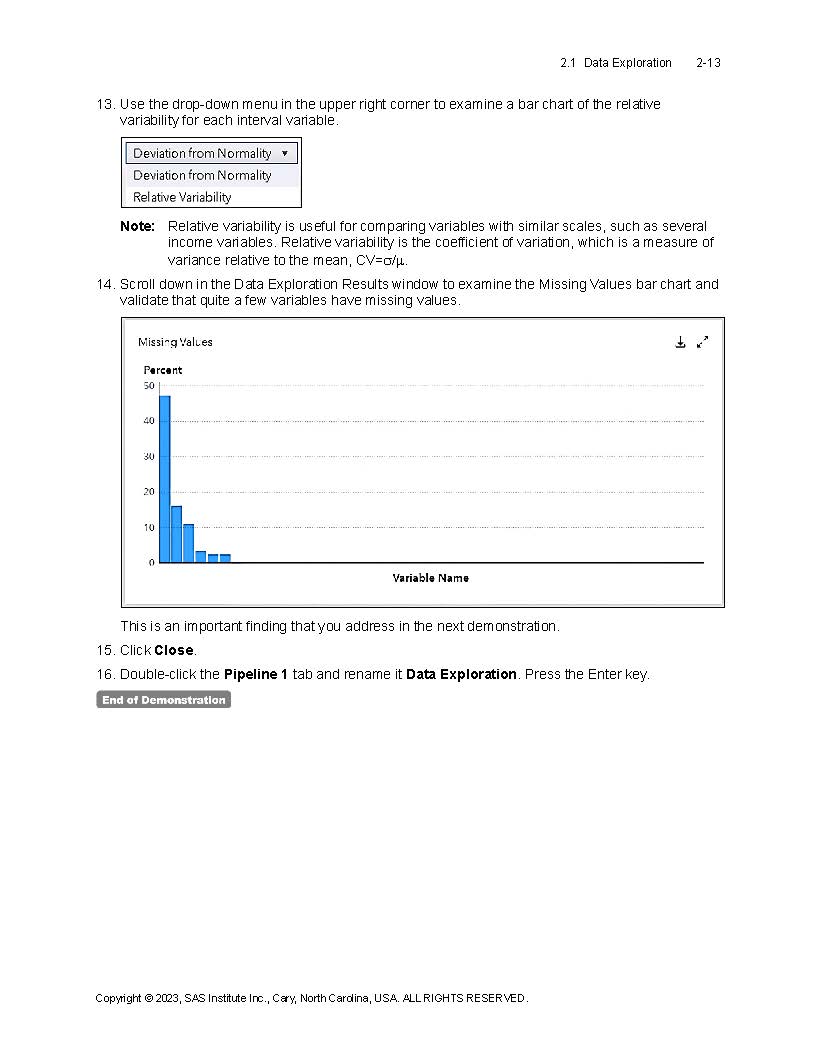 2.1 Data Exploration 2-13
13. Use the drop-down menu in the upper right corner to examine a bar chart of the relative
variability for each interval variable.
Deviation from Normality ▼
Deviation from Normality
Relative Variability
Note: Relative variability is useful for comparing variables with similar scales, such as several
income variables. Relative variability is the coefficient of variation, which is a measure of
variance relative to the mean, CV=σ/μ.
14. Scroll down in the Data Exploration Results window to examine the Missing Values bar chart and
validate that quite a few variables have missing values.
Missing Values
Percent
50
40
30
20
10
0
Variable Name
This is an important finding that you address in the next demonstration.
15. Click Close.
16. Double-click the Pipeline 1 tab and rename it Data Exploration. Press the Enter key.
End of Demonstration
Copyright © 2023, SAS Institute Inc., Cary, North Carolina, USA. ALL RIGHTS RESERVED.